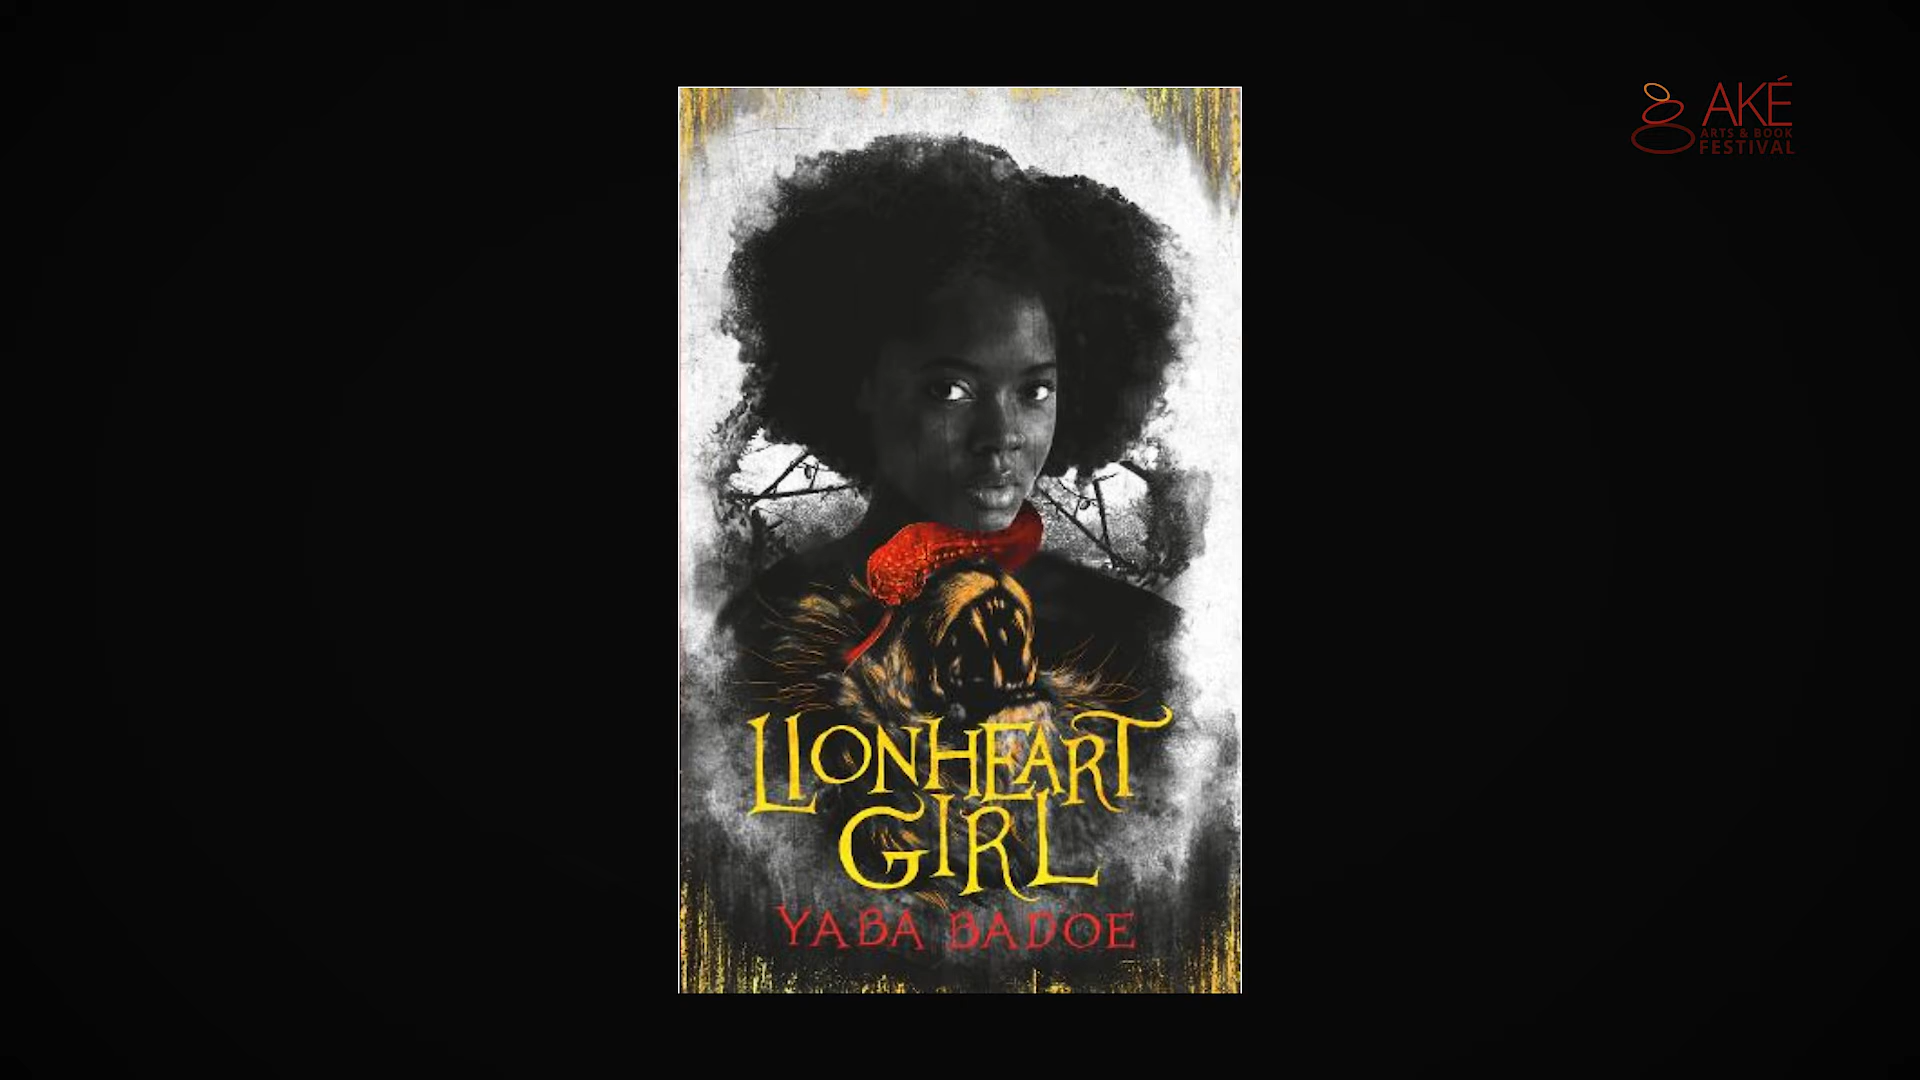 AKÉ
ARTS & BOOK
FESTIVAL
LIONHEART
GIRL
YABA BADOE